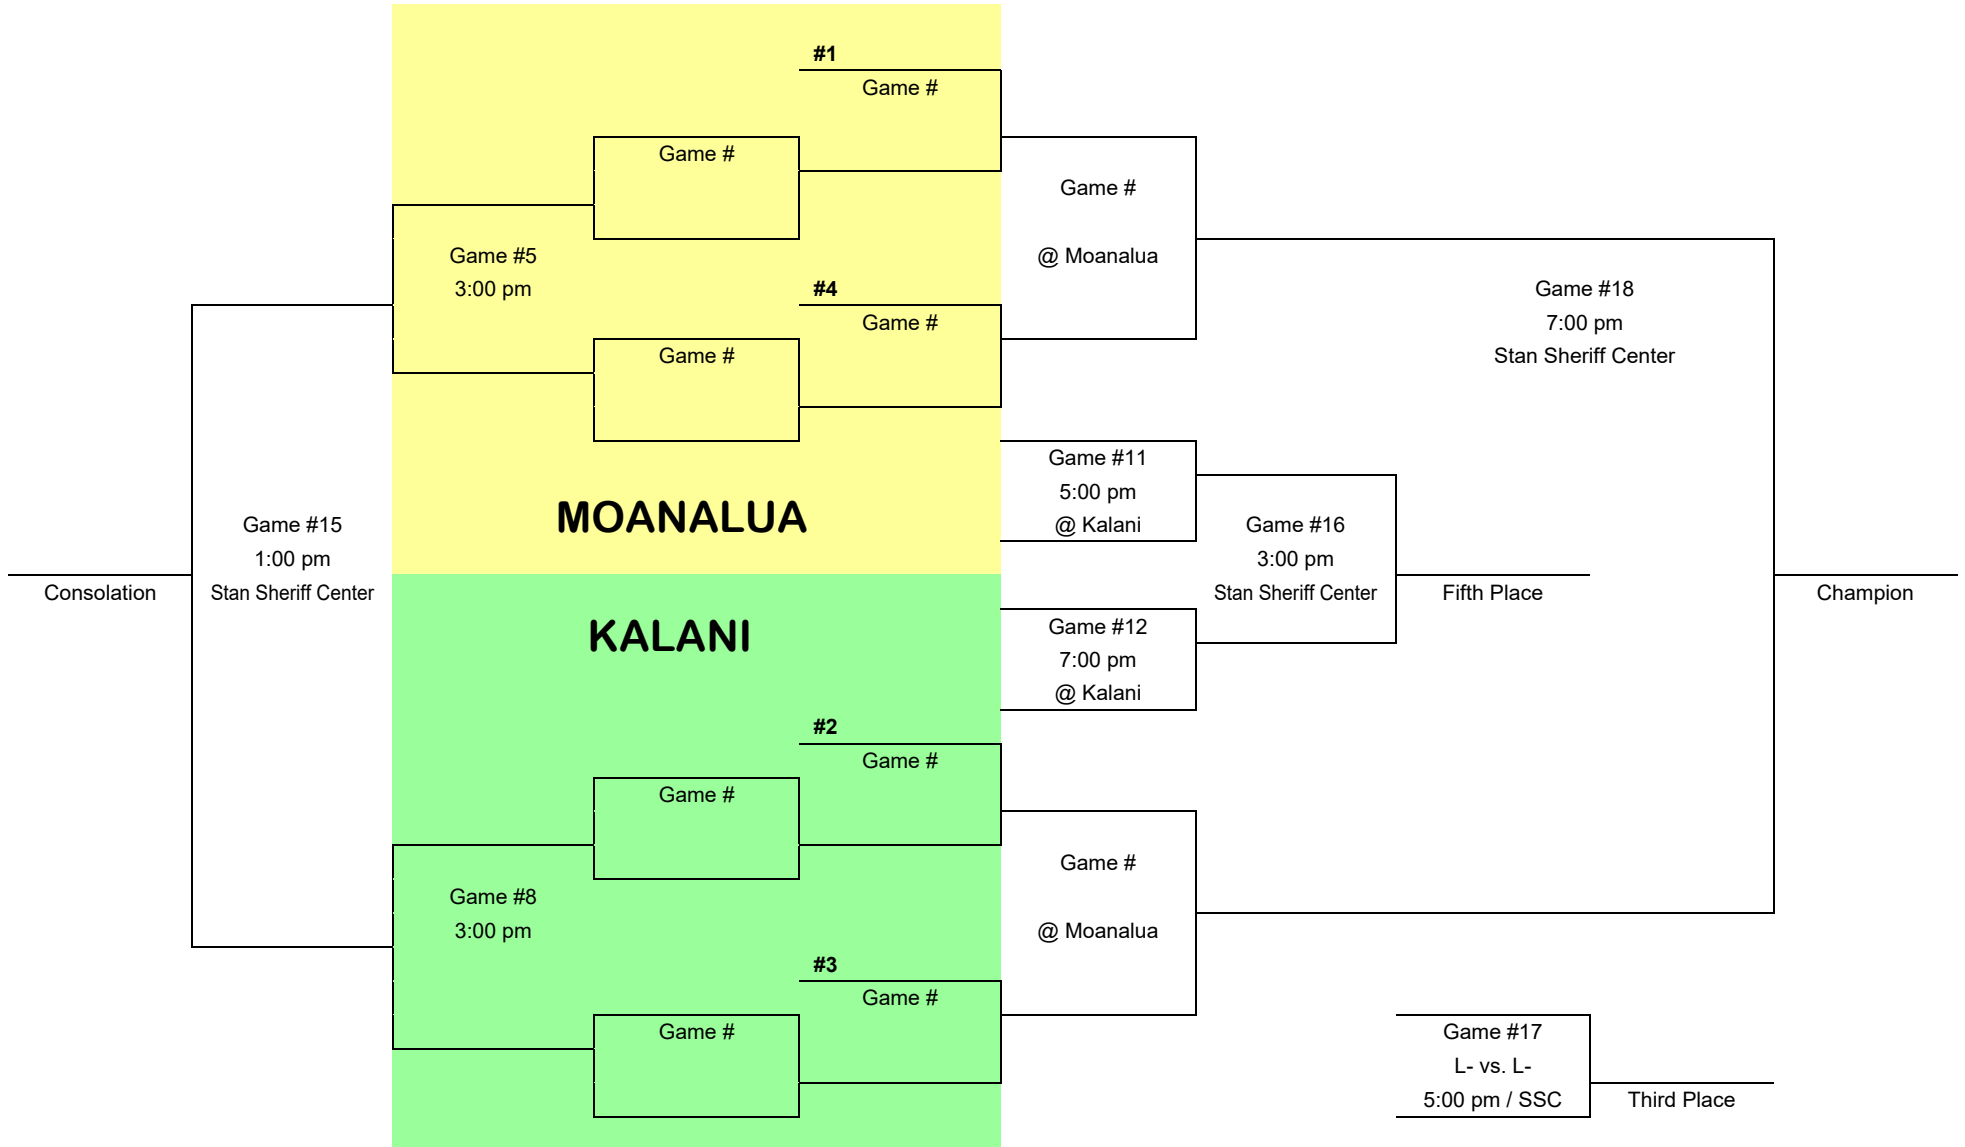 #1
Game #
Game #
Game #
@ Moanalua
Game #5
3:00 pm
#4
Game #
Game #
Game #18
7:00 pm
Stan Sheriff Center
Game #11
5:00 pm
@ Kalani
MOANALUA
Game #15
1:00 pm
Stan Sheriff Center
Consolation
Game #16
3:00 pm
Stan Sheriff Center
Fifth Place
Champion
KALANI
Game #12
7:00 pm
@ Kalani
#2
Game #
Game #
Game #
@ Moanalua
Game #8
3:00 pm
#3
Game #
Game #
Game #17
L- vs. L-
5:00 pm / SSC
Third Place